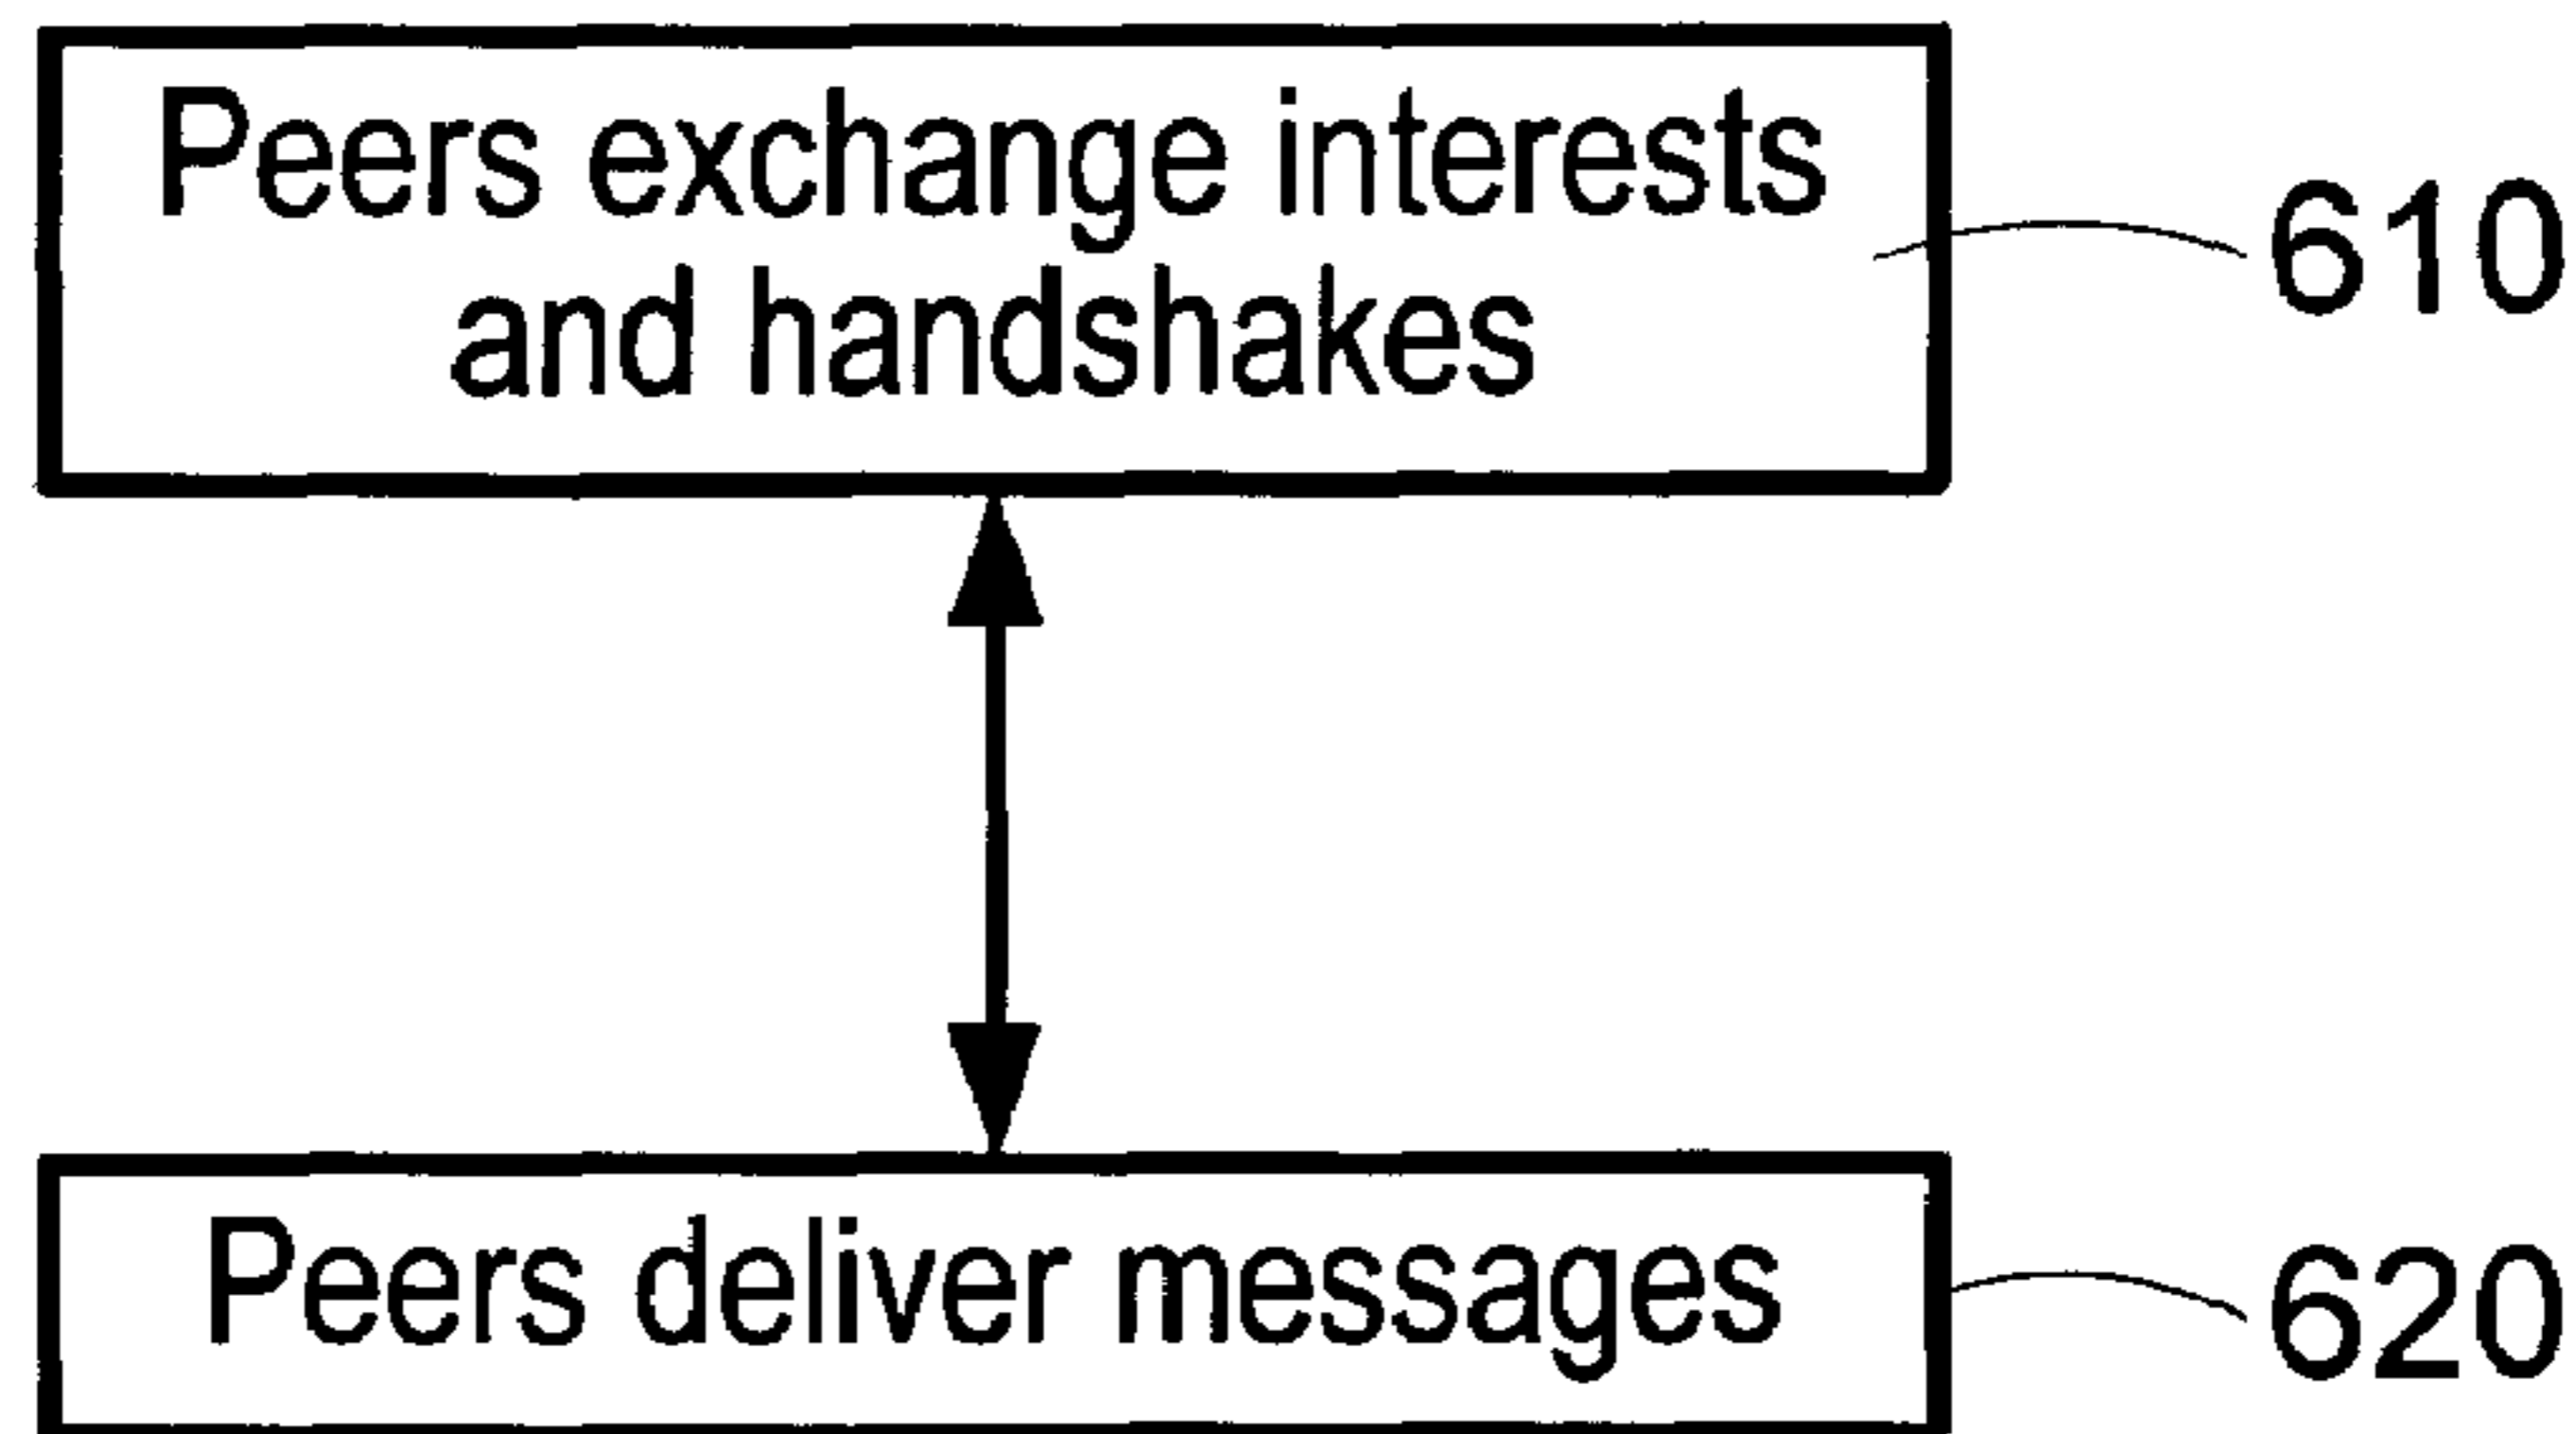 Peers exchange interests
and handshakes
610
Peers deliver messages
620